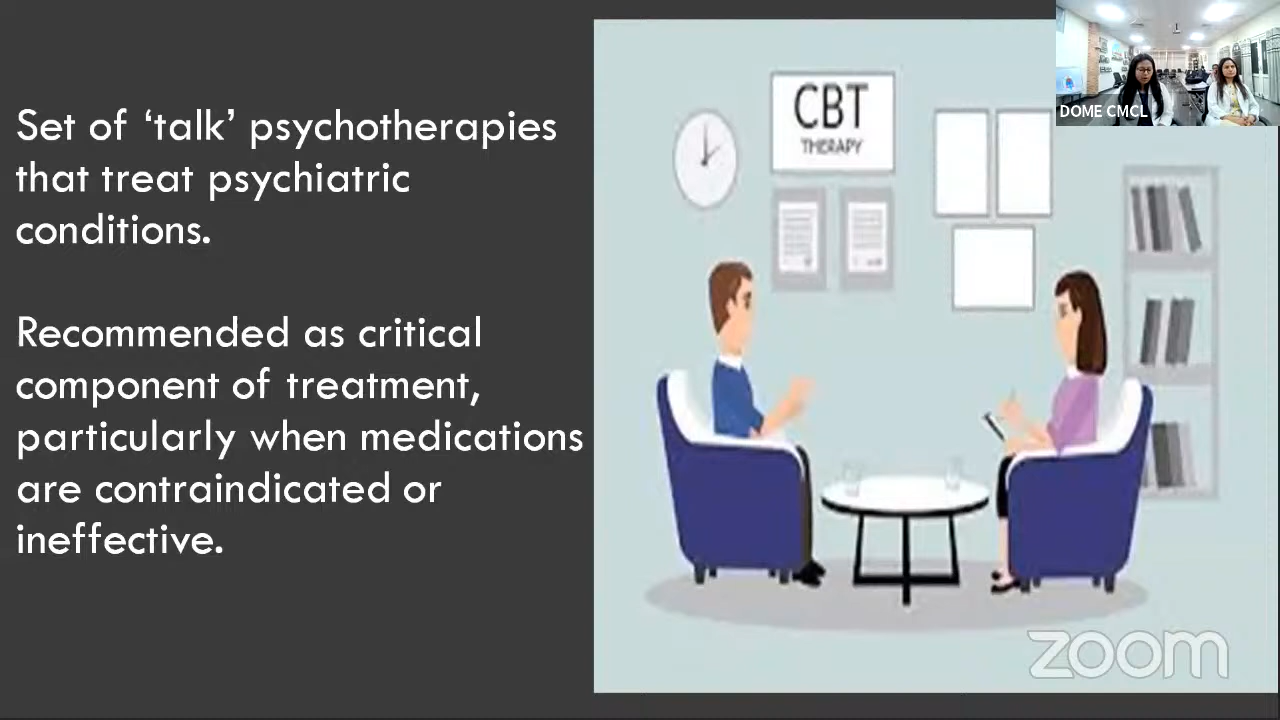 Set of ‘talk’ psychotherapies
that treat psychiatric
conditions.
Recommended as critical
component of treatment,
particularly when medications
are contraindicated or
ineffective.
CBT
THERAPY
DOME CMCL
zoom